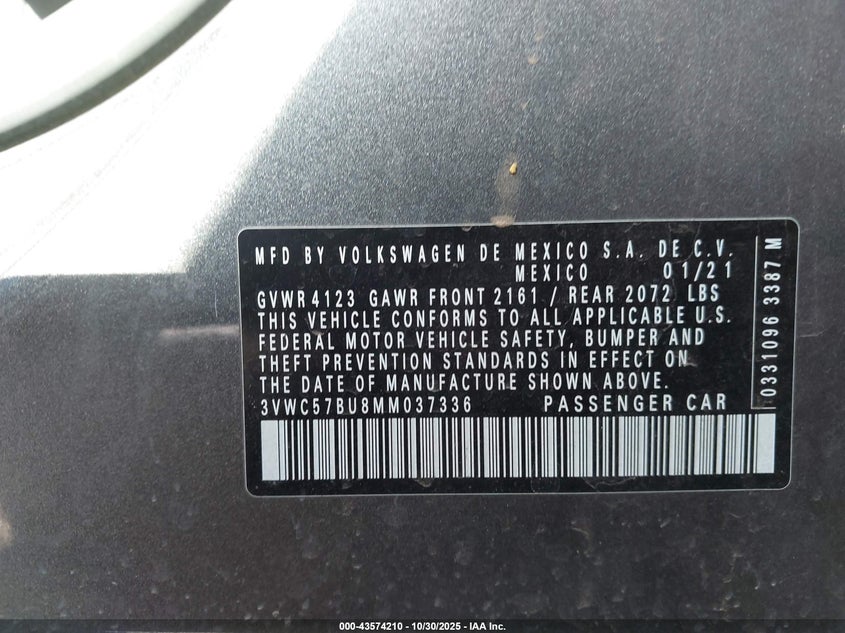 MFD BY VOLKSWAGEN DE MEXICO S.A. DE C.V.
MEXICO 01/21
GVWR 4123 GAWR FRONT 2161 / REAR 2072 LBS
THIS VEHICLE CONFORMS TO ALL APPLICABLE U.S.
FEDERAL MOTOR VEHICLE SAFETY, BUMPER AND
THEFT PREVENTION STANDARDS IN EFFECT ON
THE DATE OF MANUFACTURE SHOWN ABOVE.
3VWC57BU8MM037336 PASSENGER CAR
0331096 3387 M
000-43574210 - 10/30/2025 - IAA Inc.